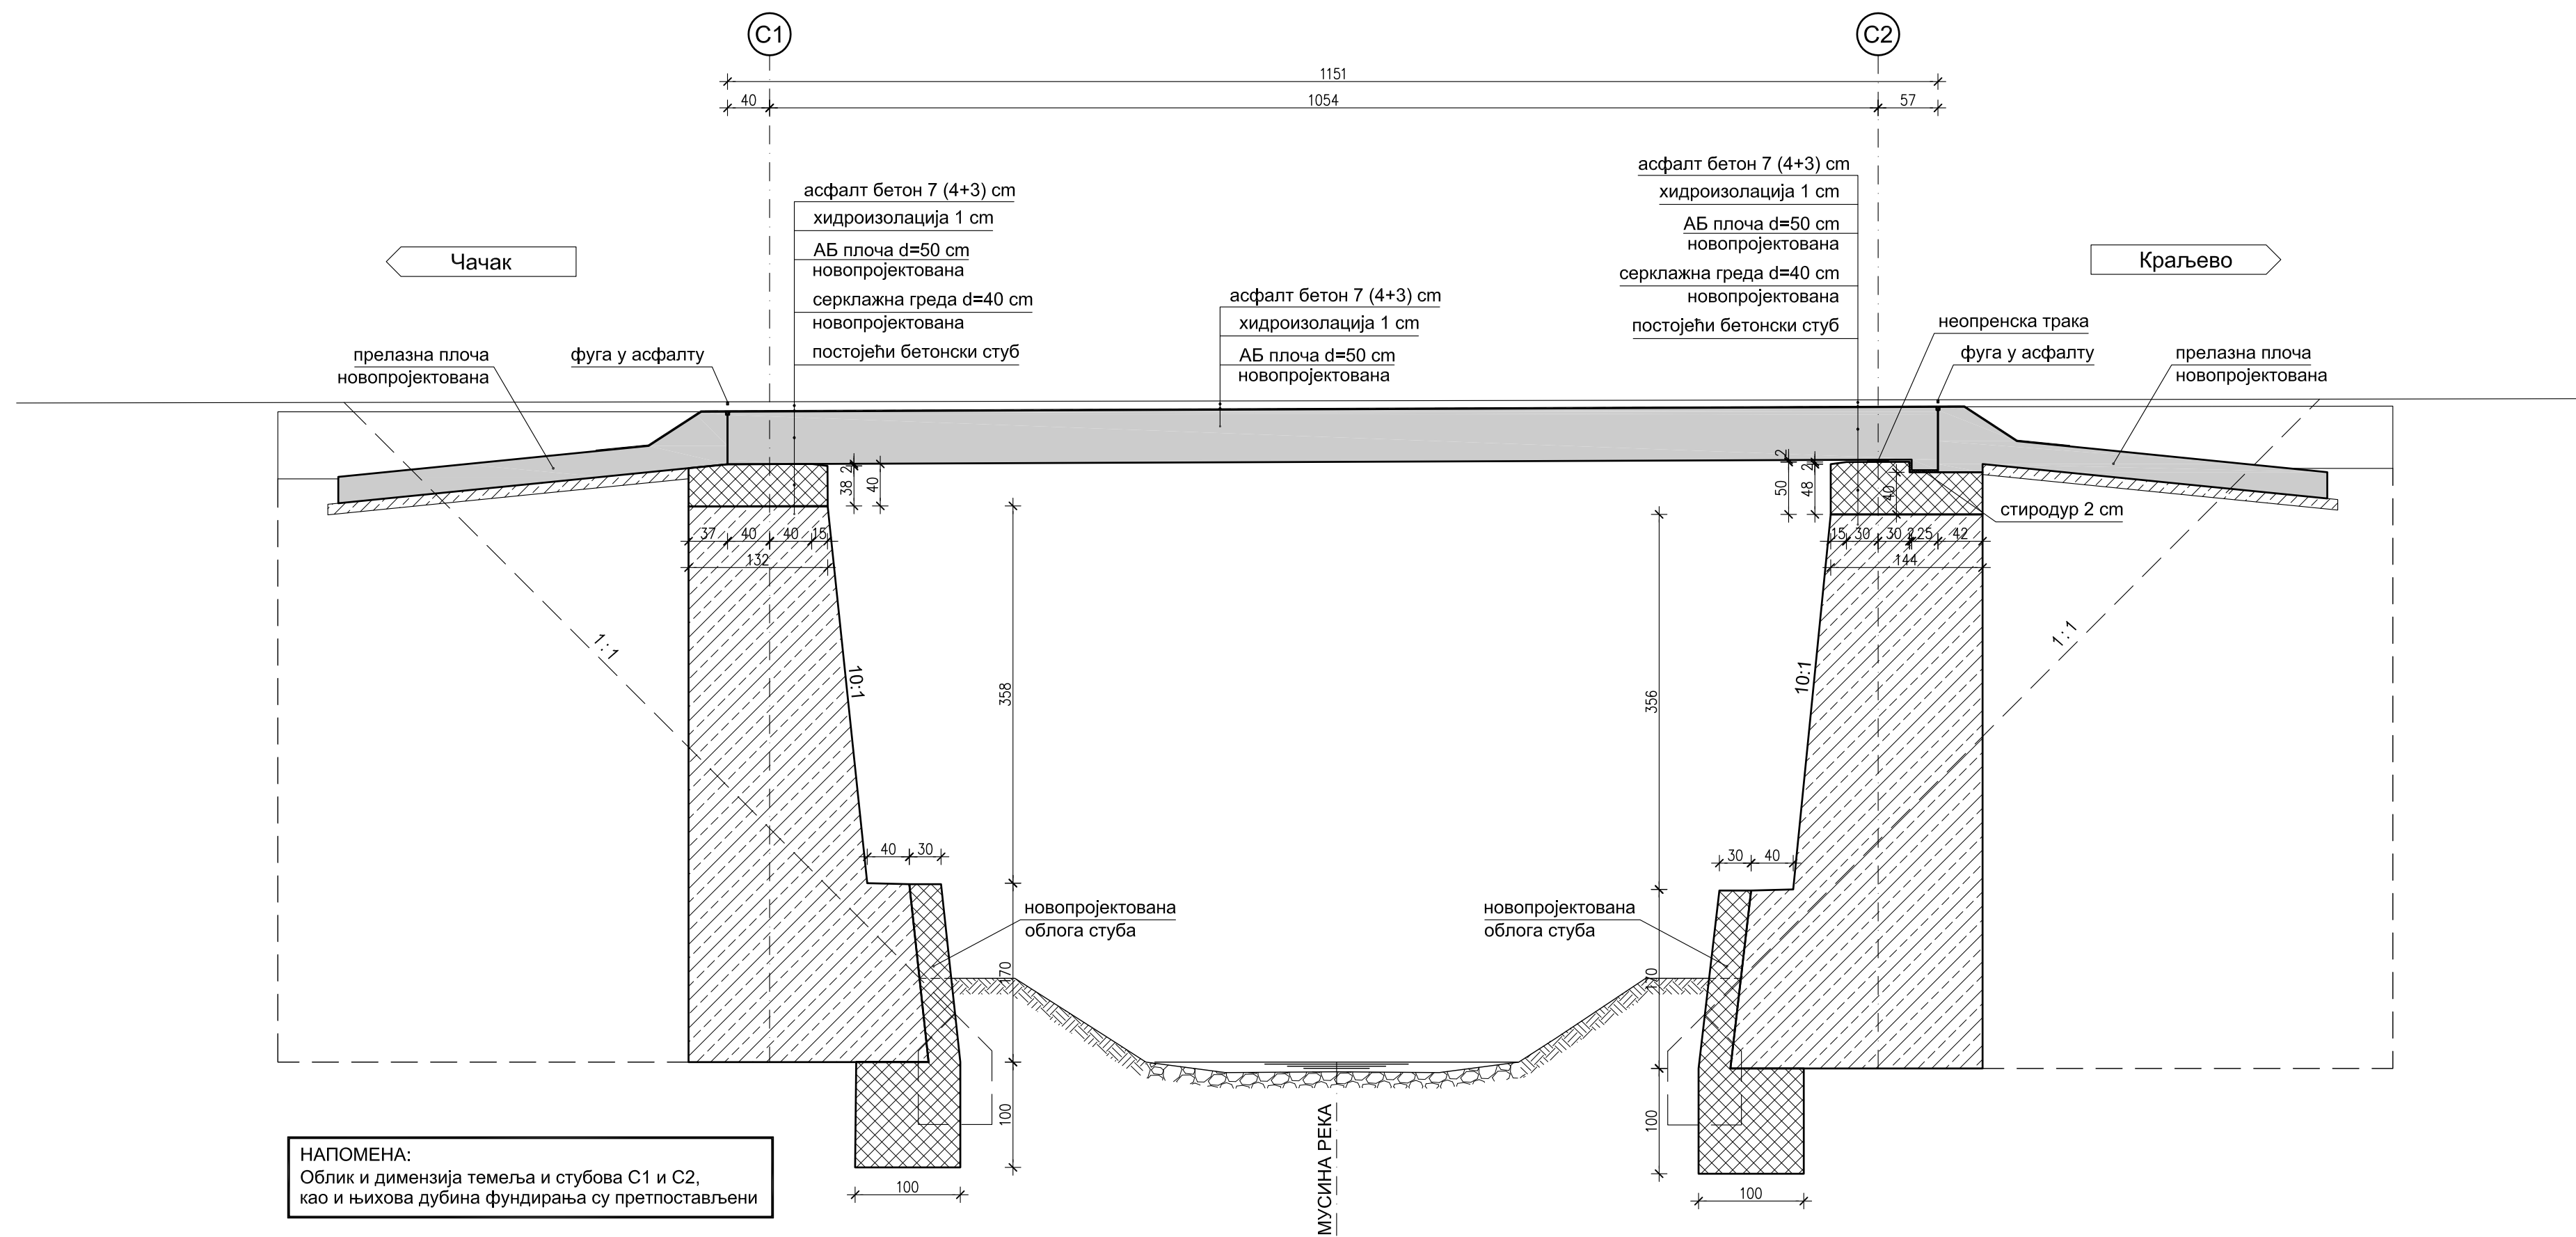 C1
C2
1151
40
1054
57
асфалт бетон 7 (4+3) cm
хидроизолација 1 cm
АБ плоча d=50 cm
новопројектована
серклажна греда d=40 cm
новопројектована
постојећи бетонски стуб
асфалт бетон 7 (4+3) cm
хидроизолација 1 cm
АБ плоча d=50 cm
новопројектована
серклажна греда d=40 cm
новопројектована
постојећи бетонски стуб
Чачак
Краљево
асфалт бетон 7 (4+3) cm
хидроизолација 1 cm
АБ плоча d=50 cm
новопројектована
прелазна плоча
новопројектована
фуга у асфалту
неопренска трака
фуга у асфалту
прелазна плоча
новопројектована
2
38
40
2
50
2
48
40
стиродур 2 cm
37
40
40
15
132
15
30
30
2
25
42
144
1:1
1:1
10:1
10:1
358
356
40
30
30
40
новопројектована
облога стуба
новопројектована
облога стуба
170
170
100
100
100
100
МУСИНА РЕКА
НАПОМЕНА:
Облик и димензија темеља и стубова С1 и С2,
као и њихова дубина фундирања су претпостављени